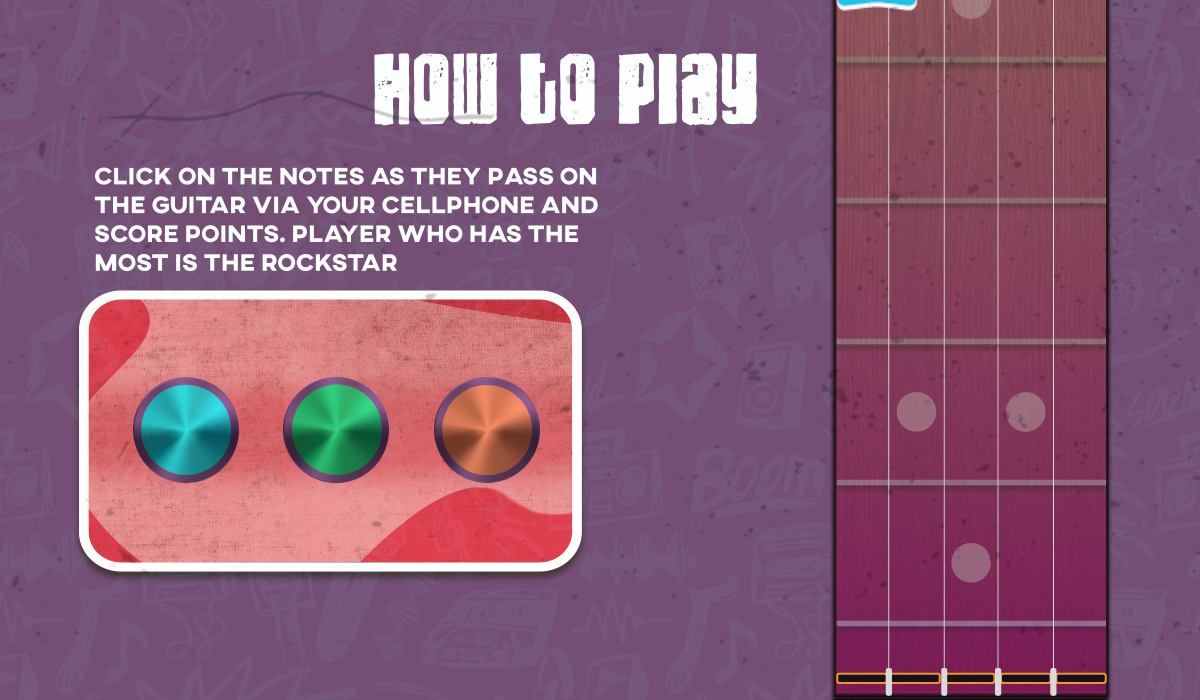 How to Play
CLICK ON THE NOTES AS THEY PASS ON
THE GUITAR VIA YOUR CELLPHONE AND
SCORE POINTS. PLAYER WHO HAS THE
MOST IS THE ROCKSTAR
BOOM